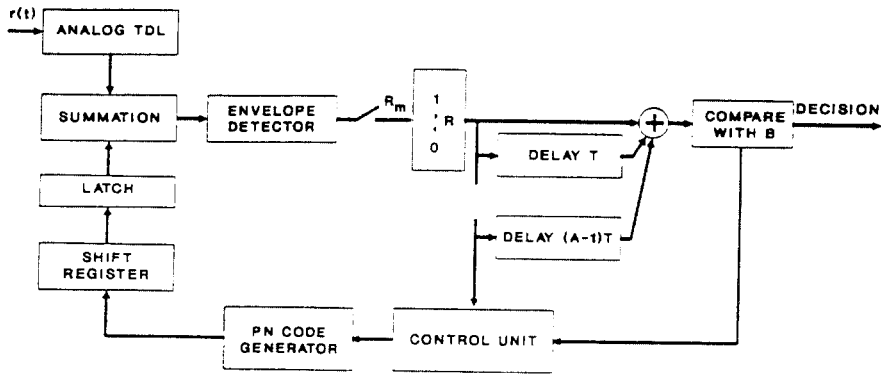 r(t)
ANALOG TDL
SUMMATION
ENVELOPE
DETECTOR
Rm
1
, R
,
0
COMPARE
WITH B
DECISION
DELAY T
LATCH
DELAY (A-1)T
SHIFT
REGISTER
PN CODE
GENERATOR
CONTROL UNIT